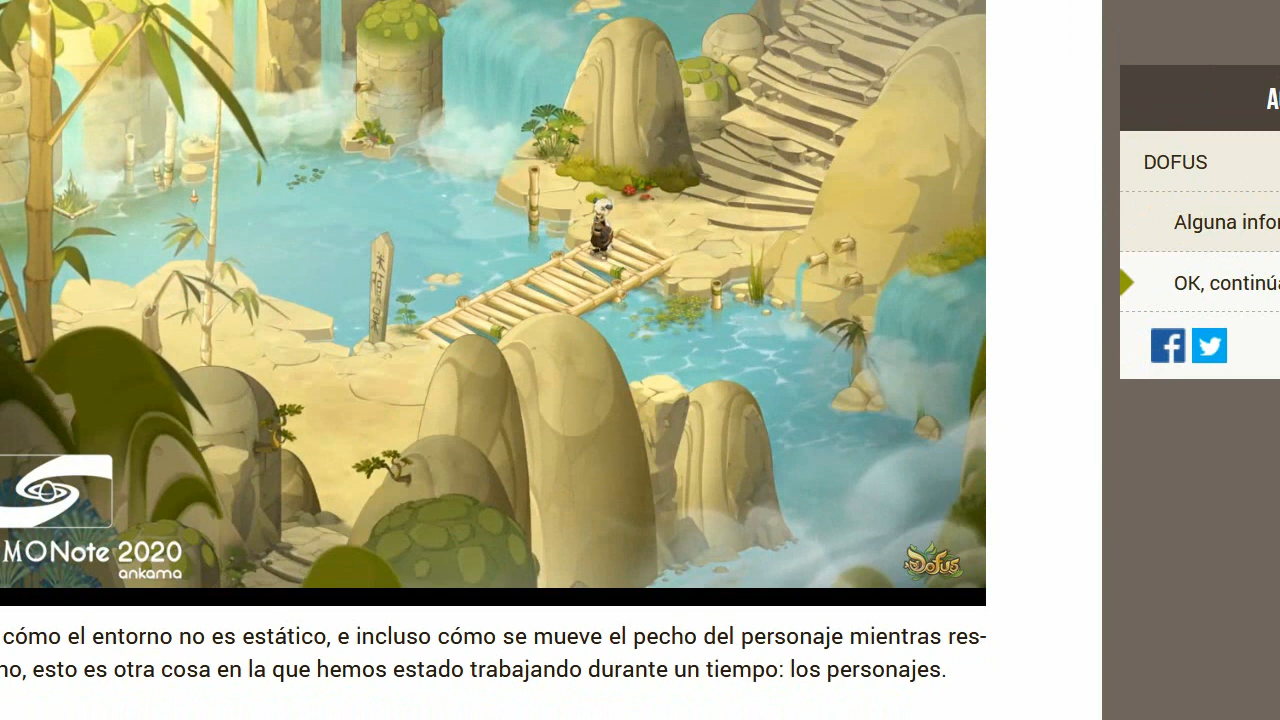 A
DOFUS
Alguna infor
OK, continúa
MONote 2020
ankama
DOFUS
cómo el entorno no es estático, e incluso cómo se mueve el pecho del personaje mientras res-
no, esto es otra cosa en la que hemos estado trabajando durante un tiempo: los personajes.